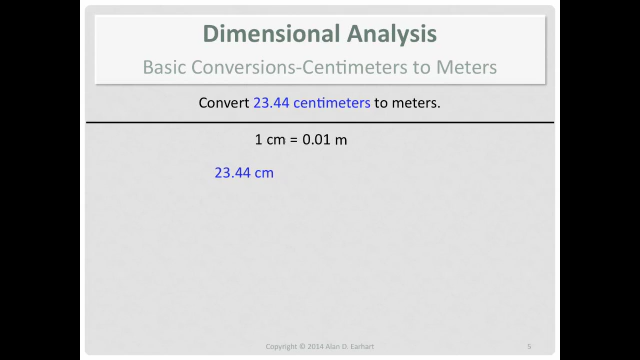 Dimensional Analysis
Basic Conversions-Centimeters to Meters
Convert 23.44 centimeters to meters.
1 cm = 0.01 m
23.44 cm
Copyright © 2014 Alan D. Earhart
5